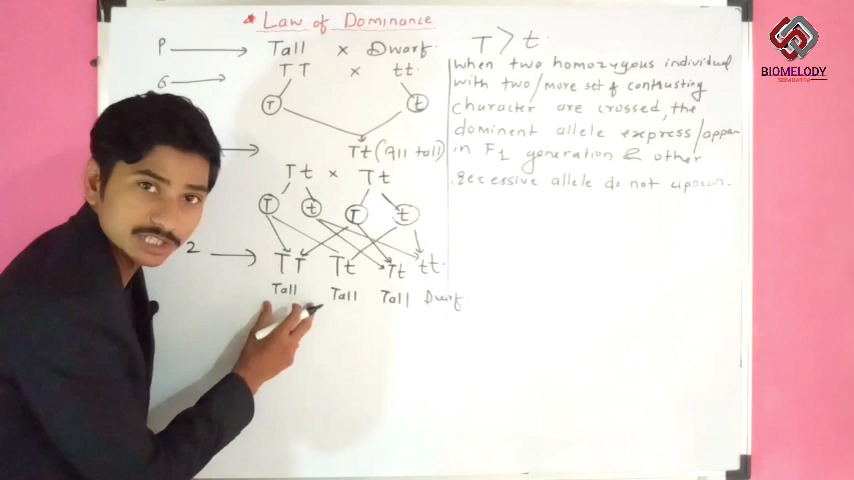 * Law of Dominance
P → Tall x Dwarf
G → TT x tt
T t
→ Tt (all tall)
Tt x Tt
T t T t
2 → TT Tt Tt tt
Tall Tall Tall Dwarf
T > t
when two homozygous individual
with two/more set of contrasting
character are crossed, the
dominent allele express/appear
in F1 generation & other
recessive allele do not appear.
BIOMELODY